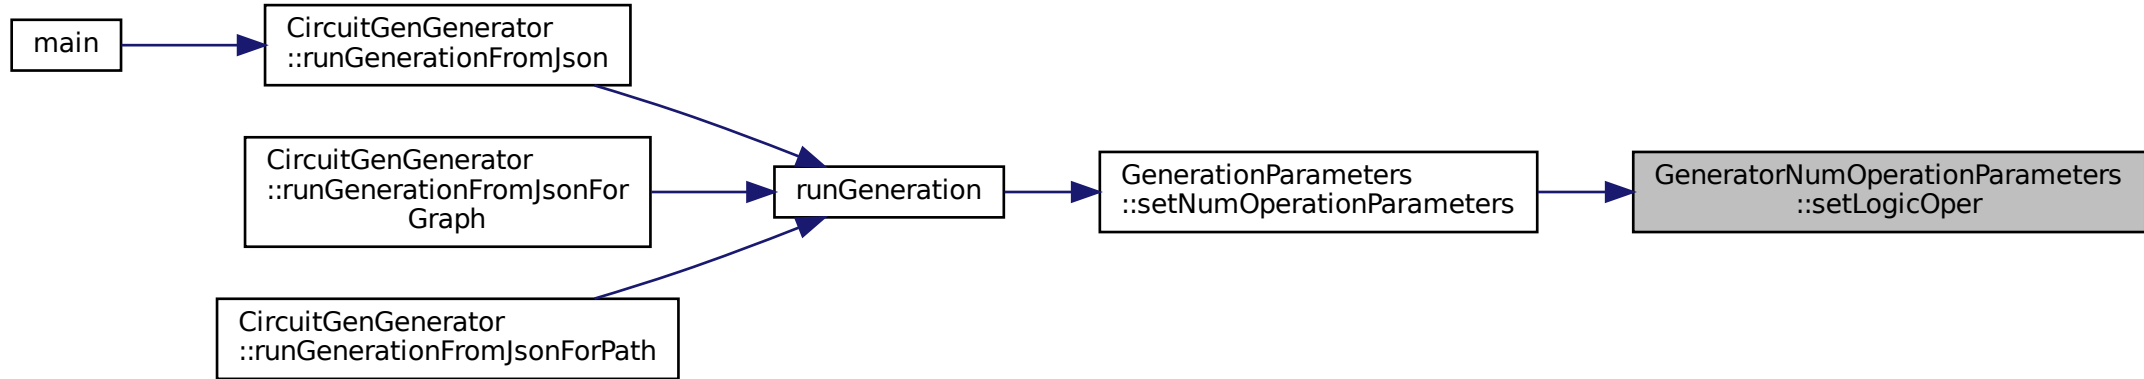 main
CircuitGenGenerator
::runGenerationFromJson
CircuitGenGenerator
::runGenerationFromJsonFor
Graph
CircuitGenGenerator
::runGenerationFromJsonForPath
runGeneration
GenerationParameters
::setNumOperationParameters
GeneratorNumOperationParameters
::setLogicOper